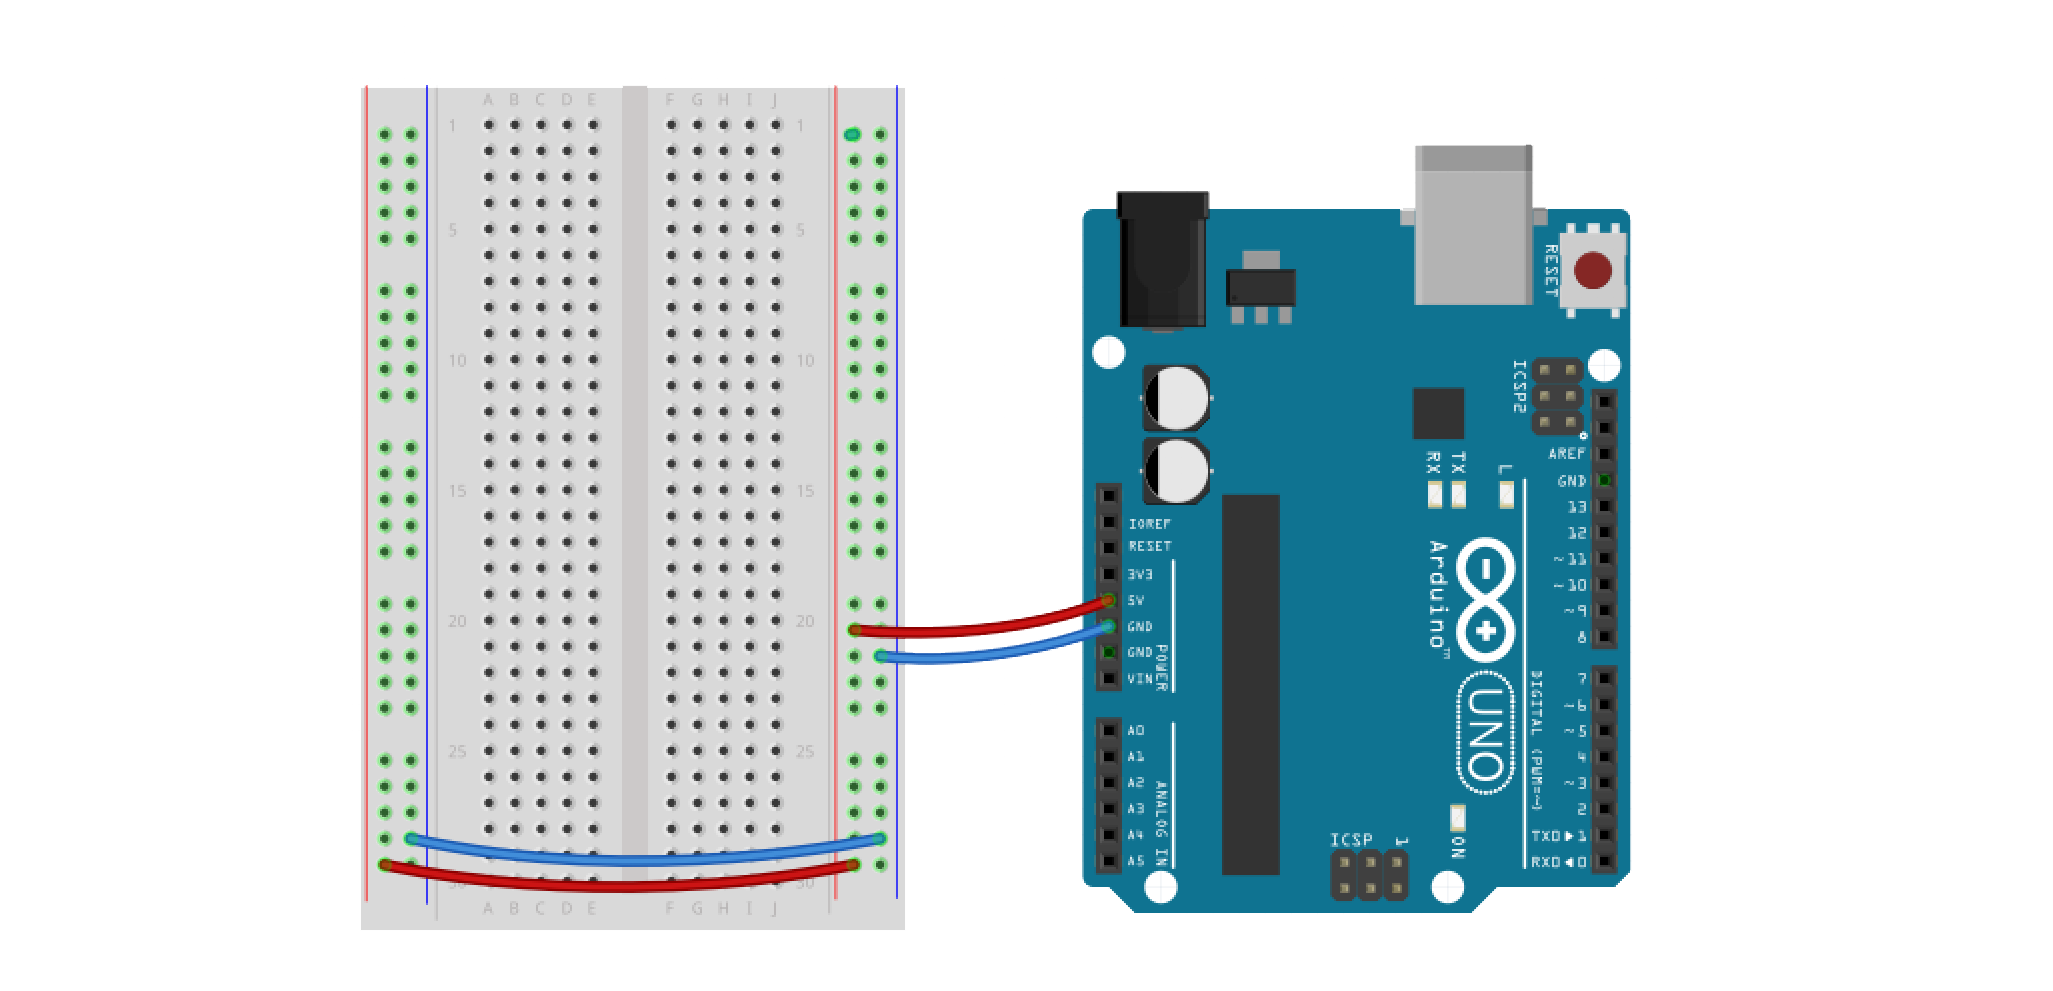 A B C D E F G H I J
1 1
5 5
10 10
15 15
20 20
25 25
30 30
A B C D E F G H I J
RESET
ICSP2
AREF
GND
13
12
~11
~10
~9
8
7
~6
~5
4
~3
2
TX0▶1
RX0◀0
DIGITAL (PWM=~)
RX
TX
L
IOREF
RESET
3V3
5V
GND
GND
VIN
POWER
A0
A1
A2
A3
A4
A5
ANALOG IN
Arduino™
UNO
ON
ICSP 1